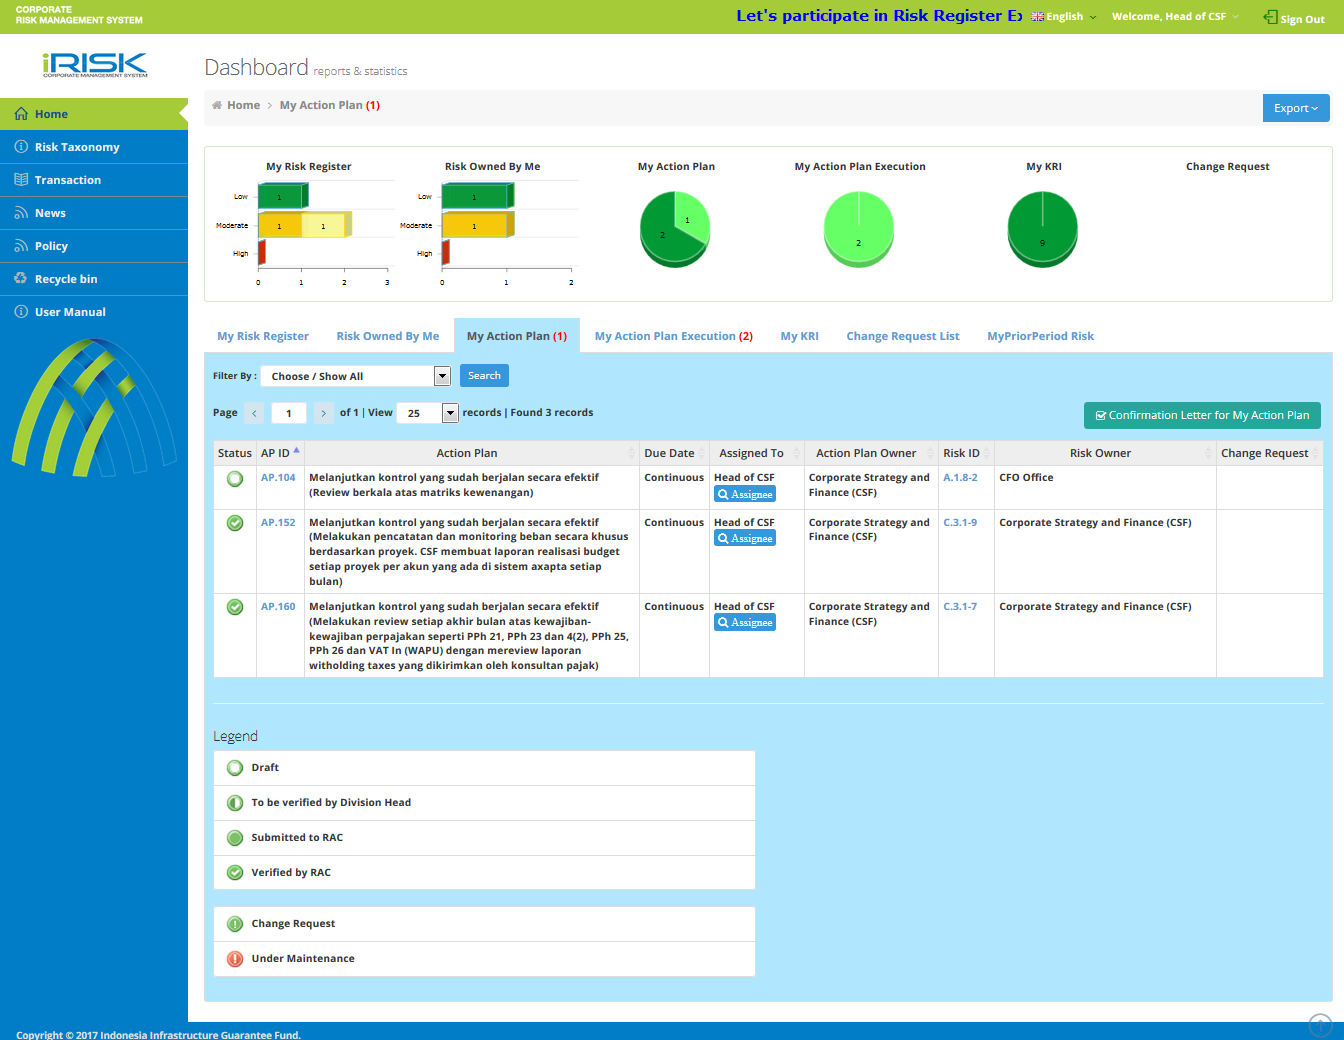 CORPORATE
RISK MANAGEMENT SYSTEM
Let's participate in Risk Register
English
Welcome, Head of CSF
Sign Out
iRISK
CORPORATE MANAGEMENT SYSTEM
Dashboard reports & statistics
Home > My Action Plan (1)
Export
Home
Risk Taxonomy
Transaction
News
Policy
Recycle bin
User Manual
My Risk Register
Low
1
Moderate
1
1
High
0 1 2 3
Risk Owned By Me
Low
1
Moderate
1
High
0 1 2
My Action Plan
1
2
My Action Plan Execution
2
My KRI
9
Change Request
My Risk Register
Risk Owned By Me
My Action Plan (1)
My Action Plan Execution (2)
My KRI
Change Request List
MyPriorPeriod Risk
Filter By : Choose / Show All Search
Page < 1 > of 1 | View 25 records | Found 3 records
Confirmation Letter for My Action Plan
Status AP ID Action Plan Due Date Assigned To Action Plan Owner Risk ID Risk Owner Change Request
AP.104
Melanjutkan kontrol yang sudah berjalan secara efektif
(Review berkala atas matriks kewenangan)
Continuous
Head of CSF
Assignee
Corporate Strategy and
Finance (CSF)
A.1.8-2
CFO Office
AP.152
Melanjutkan kontrol yang sudah berjalan secara efektif
(Melakukan pencatatan dan monitoring beban secara khusus
berdasarkan proyek. CSF membuat laporan realisasi budget
setiap proyek per akun yang ada di sistem axapta setiap
bulan)
Continuous
Head of CSF
Assignee
Corporate Strategy and
Finance (CSF)
C.3.1-9
Corporate Strategy and Finance (CSF)
AP.160
Melanjutkan kontrol yang sudah berjalan secara efektif
(Melakukan review setiap akhir bulan atas kewajiban-
kewajiban perpajakan seperti PPh 21, PPh 23 dan 4(2), PPh 25,
PPh 26 dan VAT In (WAPU) dengan mereview laporan
witholding taxes yang dikirimkan oleh konsultan pajak)
Continuous
Head of CSF
Assignee
Corporate Strategy and
Finance (CSF)
C.3.1-7
Corporate Strategy and Finance (CSF)
Legend
Draft
To be verified by Division Head
Submitted to RAC
Verified by RAC
Change Request
Under Maintenance
Copyright © 2017 Indonesia Infrastructure Guarantee Fund.